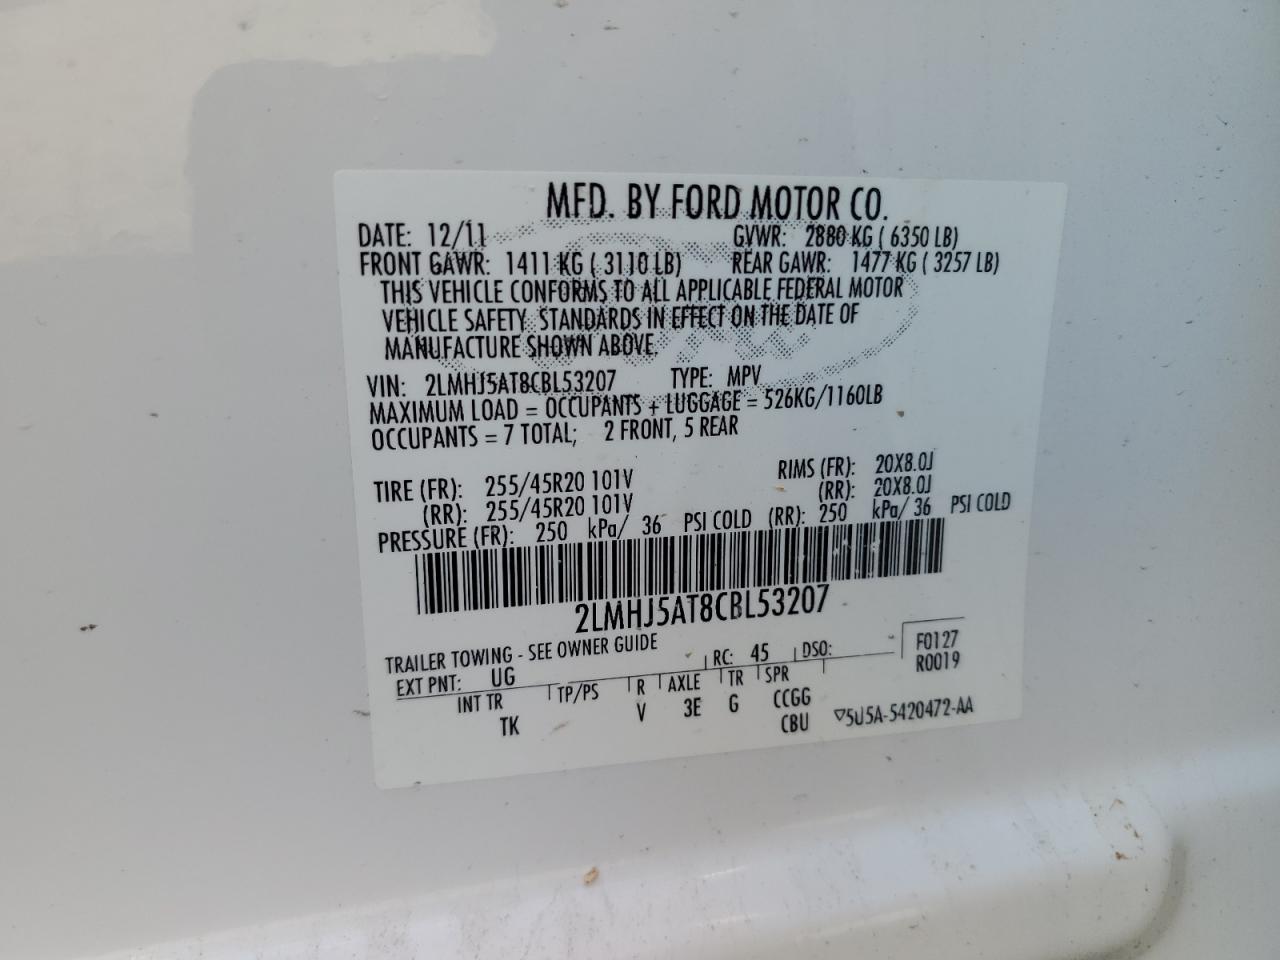 MFD. BY FORD MOTOR CO.
DATE: 12/11 GVWR: 2880 KG ( 6350 LB)
FRONT GAWR: 1411 KG ( 3110 LB) REAR GAWR: 1477 KG ( 3257 LB)
THIS VEHICLE CONFORMS TO ALL APPLICABLE FEDERAL MOTOR
VEHICLE SAFETY STANDARDS IN EFFECT ON THE DATE OF
MANUFACTURE SHOWN ABOVE.
VIN: 2LMHJ5AT8CBL53207 TYPE: MPV
MAXIMUM LOAD = OCCUPANTS + LUGGAGE = 526KG/1160LB
OCCUPANTS = 7 TOTAL; 2 FRONT, 5 REAR
TIRE (FR): 255/45R20 101V RIMS (FR): 20X8.0J
(RR): 255/45R20 101V (RR): 20X8.0J
PRESSURE (FR): 250 kPa/ 36 PSI COLD (RR): 250 kPa/ 36 PSI COLD
2LMHJ5AT8CBL53207
TRAILER TOWING - SEE OWNER GUIDE
EXT PNT: UG RC: 45 DSO: F0127
R0019
INT TR TP/PS R AXLE TR SPR
TK V 3E G CCGG
CBU ▽5U5A-5420472-AA